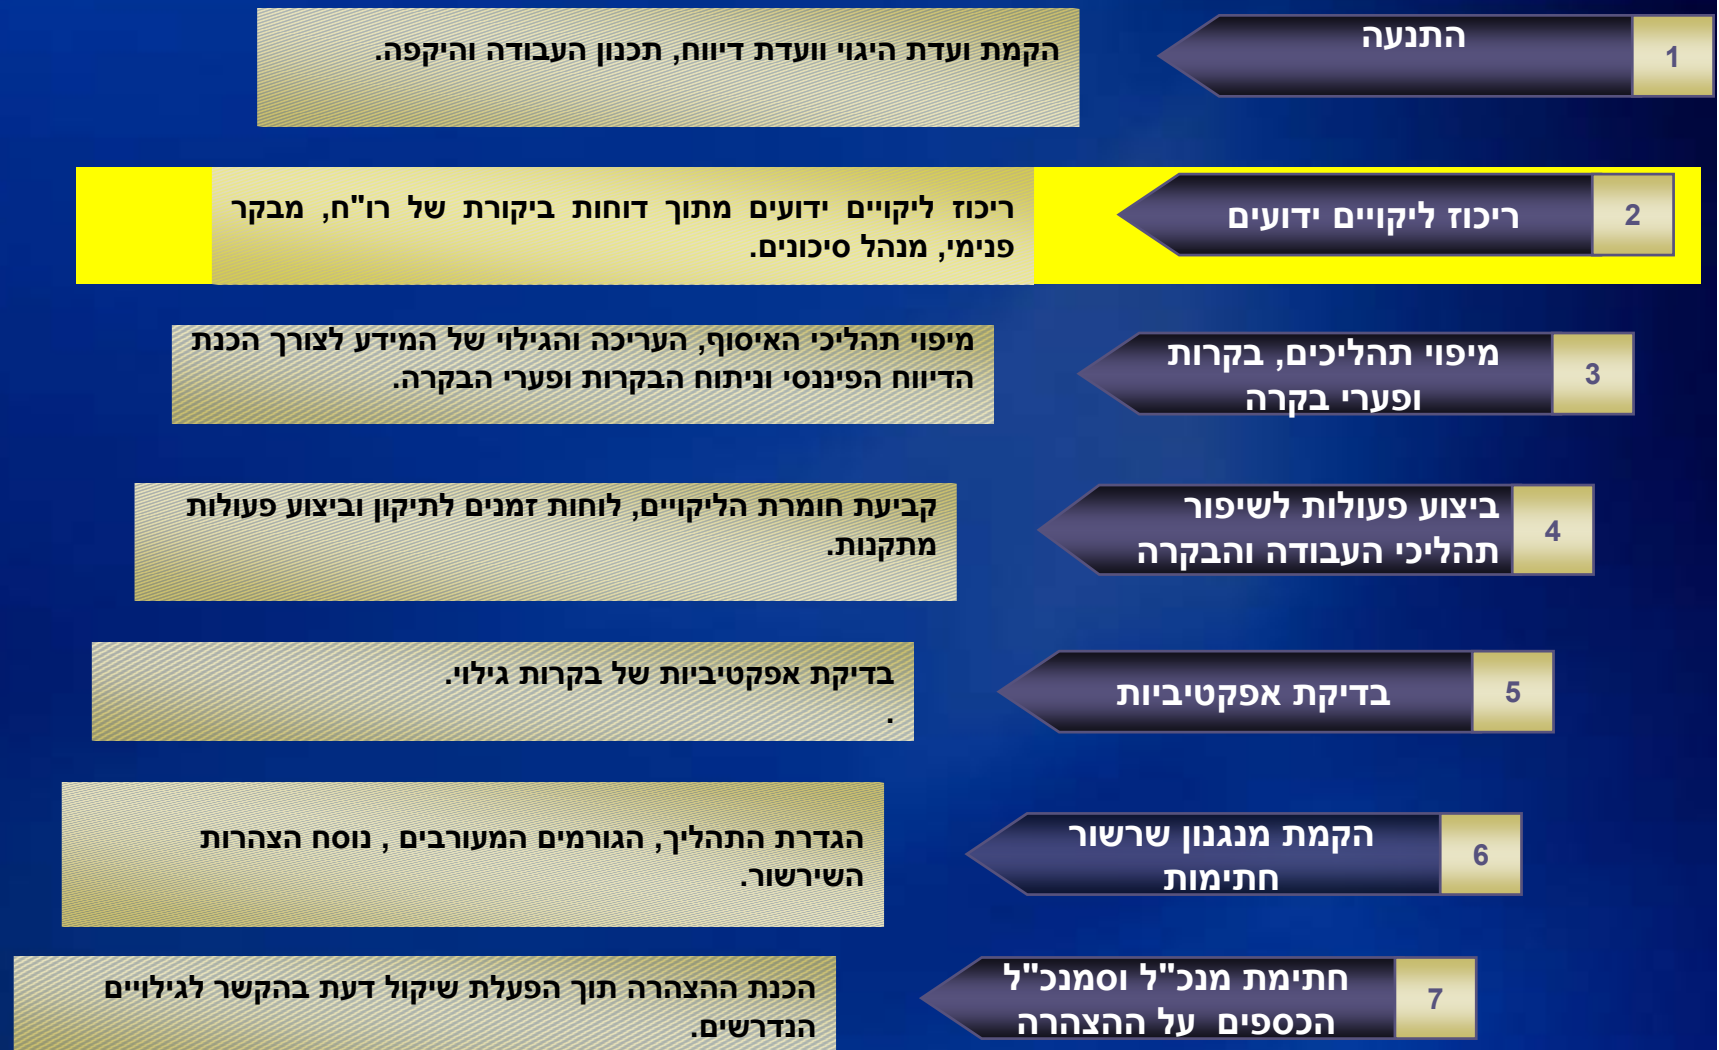 1
התנעה
הקמת ועדת היגוי וועדת דיווח, תכנון העבודה והיקפה.
2
ריכוז ליקויים ידועים
ריכוז ליקויים ידועים מתוך דוחות ביקורת של רו"ח, מבקר
פנימי, מנהל סיכונים.
3
מיפוי תהליכים, בקרות
ופערי בקרה
מיפוי תהליכי האיסוף, העריכה והגילוי של המידע לצורך הכנת
הדיווח הפיננסי וניתוח הבקרות ופערי הבקרה.
4
ביצוע פעולות לשיפור
תהליכי העבודה והבקרה
קביעת חומרת הליקויים, לוחות זמנים לתיקון וביצוע פעולות
מתקנות.
5
בדיקת אפקטיביות
בדיקת אפקטיביות של בקרות גילוי.
.
6
הקמת מנגנון שרשור
חתימות
הגדרת התהליך, הגורמים המעורבים , נוסח הצהרות
השירשור.
7
חתימת מנכ"ל וסמנכ"ל
הכספים  על ההצהרה
הכנת ההצהרה תוך הפעלת שיקול דעת בהקשר לגילויים
הנדרשים.